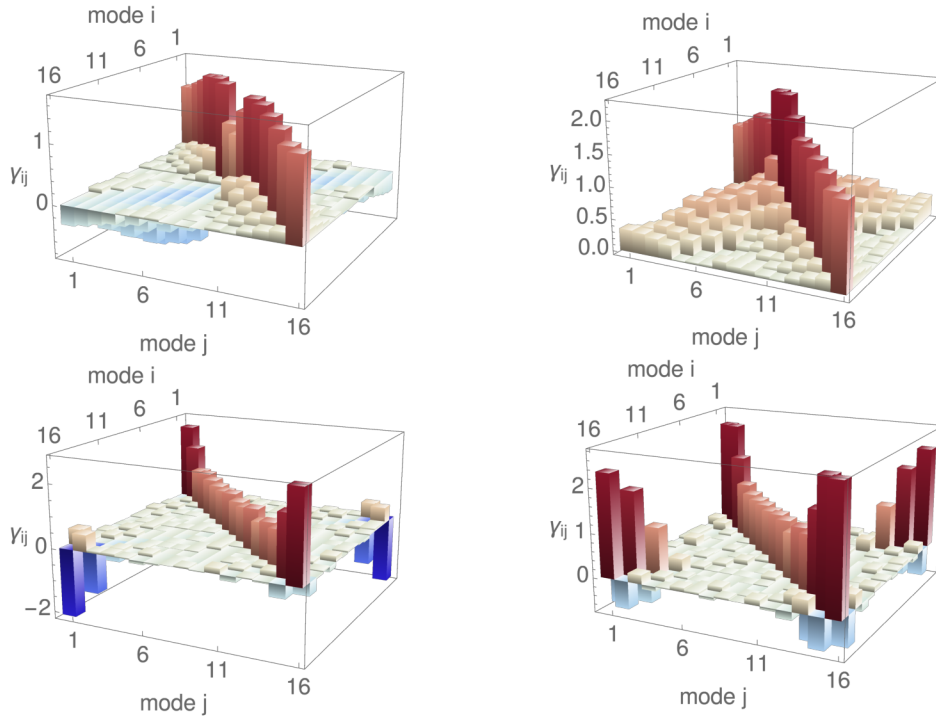 mode i
16 11 6 1
1
γij
0
1 6 11 16
mode j
mode i
16 11 6 1
2.0
1.5
γij 1.0
0.5
0.0
1 6 11 16
mode j
mode i
16 11 6 1
2
γij 0
−2
1 6 11 16
mode j
mode i
16 11 6 1
2
γij 1
0
1 6 11 16
mode j